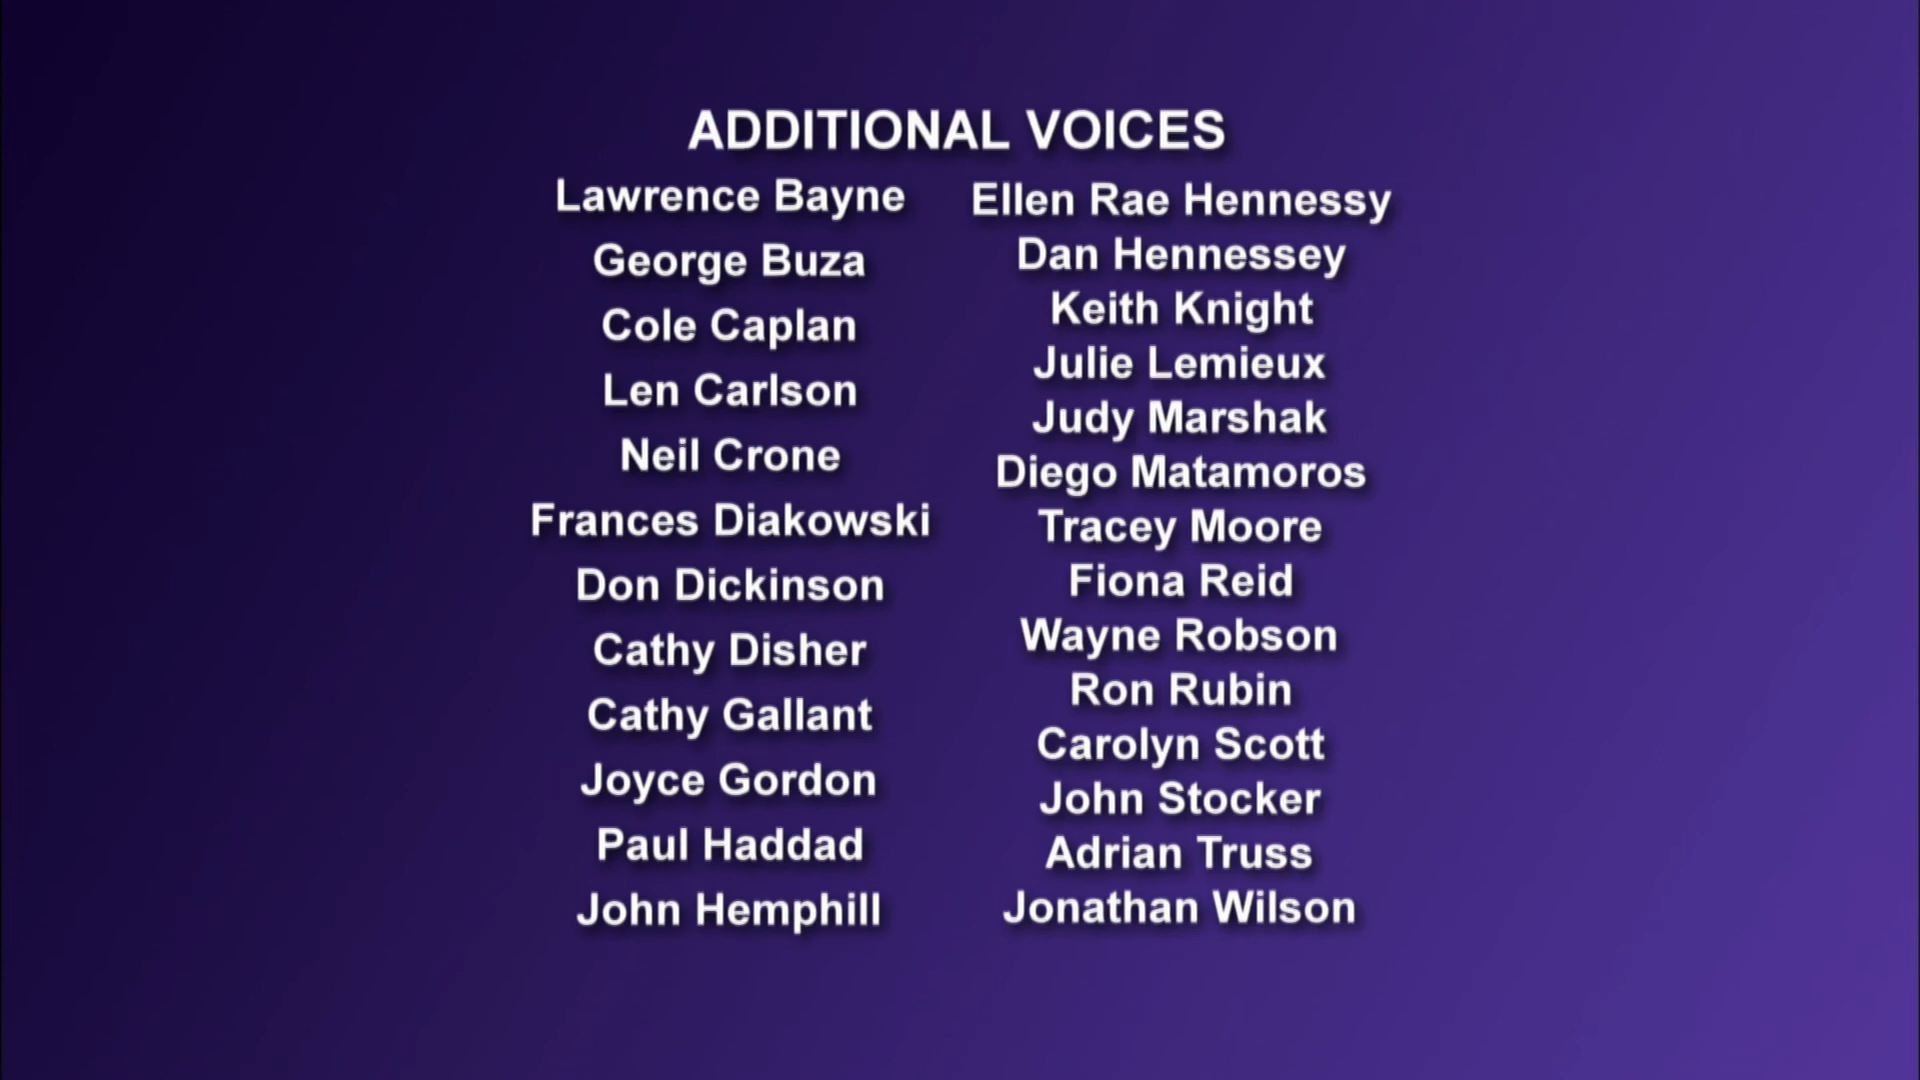 ADDITIONAL VOICES
Lawrence Bayne
George Buza
Cole Caplan
Len Carlson
Neil Crone
Frances Diakowski
Don Dickinson
Cathy Disher
Cathy Gallant
Joyce Gordon
Paul Haddad
John Hemphill
Ellen Rae Hennessy
Dan Hennessey
Keith Knight
Julie Lemieux
Judy Marshak
Diego Matamoros
Tracey Moore
Fiona Reid
Wayne Robson
Ron Rubin
Carolyn Scott
John Stocker
Adrian Truss
Jonathan Wilson